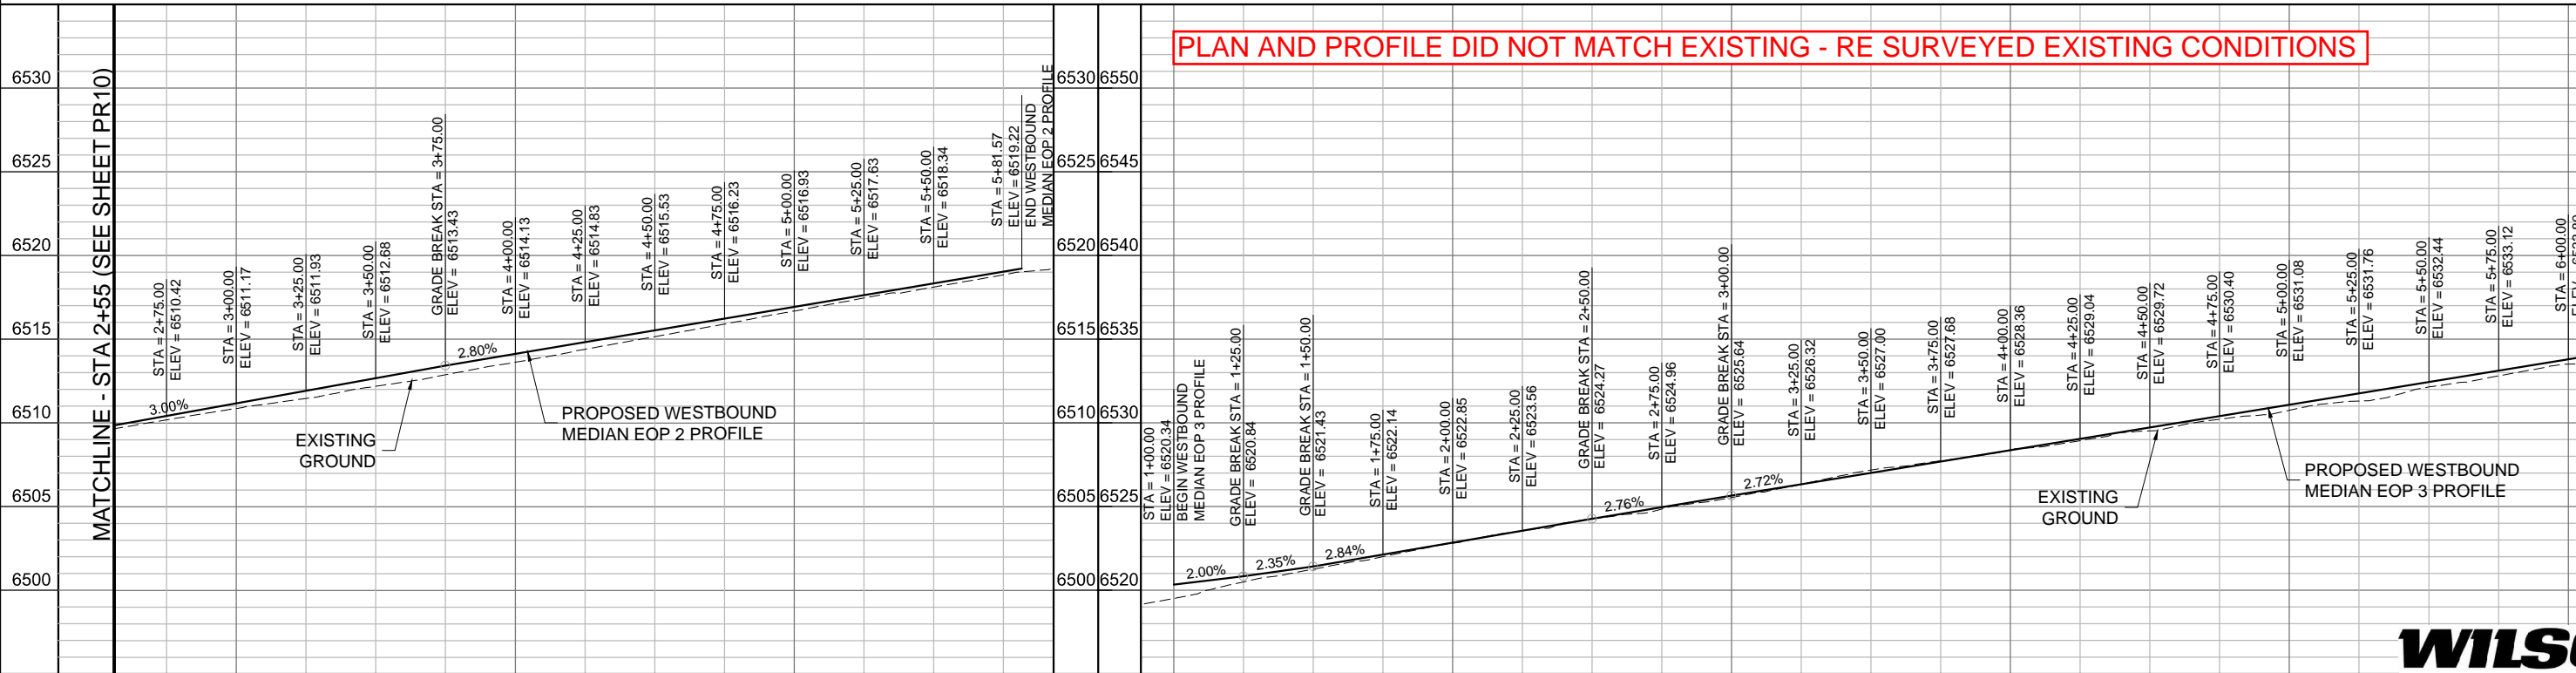 PLAN AND PROFILE DID NOT MATCH EXISTING - RE SURVEYED EXISTING CONDITIONS
6530
6525
6520
6515
6510
6505
6500
MATCHLINE - STA 2+55 (SEE SHEET PR10)
STA = 2+75.00
ELEV = 6510.42
STA = 3+00.00
ELEV = 6511.17
STA = 3+25.00
ELEV = 6511.93
STA = 3+50.00
ELEV = 6512.68
GRADE BREAK STA = 3+75.00
ELEV = 6513.43
STA = 4+00.00
ELEV = 6514.13
STA = 4+25.00
ELEV = 6514.83
STA = 4+50.00
ELEV = 6515.53
STA = 4+75.00
ELEV = 6516.23
STA = 5+00.00
ELEV = 6516.93
STA = 5+25.00
ELEV = 6517.63
STA = 5+50.00
ELEV = 6518.34
STA = 5+81.57
ELEV = 6519.22
END WESTBOUND
MEDIAN EOP 2 PROFILE
3.00%
2.80%
EXISTING
GROUND
PROPOSED WESTBOUND
MEDIAN EOP 2 PROFILE
6530 6550
6525 6545
6520 6540
6515 6535
6510 6530
6505 6525
6500 6520
STA = 1+00.00
ELEV = 6520.34
BEGIN WESTBOUND
MEDIAN EOP 3 PROFILE
GRADE BREAK STA = 1+25.00
ELEV = 6520.84
GRADE BREAK STA = 1+50.00
ELEV = 6521.43
STA = 1+75.00
ELEV = 6522.14
STA = 2+00.00
ELEV = 6522.85
STA = 2+25.00
ELEV = 6523.56
GRADE BREAK STA = 2+50.00
ELEV = 6524.27
STA = 2+75.00
ELEV = 6524.96
GRADE BREAK STA = 3+00.00
ELEV = 6525.64
STA = 3+25.00
ELEV = 6526.32
STA = 3+50.00
ELEV = 6527.00
STA = 3+75.00
ELEV = 6527.68
STA = 4+00.00
ELEV = 6528.36
STA = 4+25.00
ELEV = 6529.04
STA = 4+50.00
ELEV = 6529.72
STA = 4+75.00
ELEV = 6530.40
STA = 5+00.00
ELEV = 6531.08
STA = 5+25.00
ELEV = 6531.76
STA = 5+50.00
ELEV = 6532.44
STA = 5+75.00
ELEV = 6533.12
STA = 6+00.00
2.00%
2.35%
2.84%
2.76%
2.72%
EXISTING
GROUND
PROPOSED WESTBOUND
MEDIAN EOP 3 PROFILE